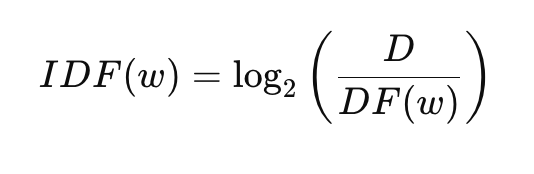 IDF(w) = log₂ (D / DF(w))